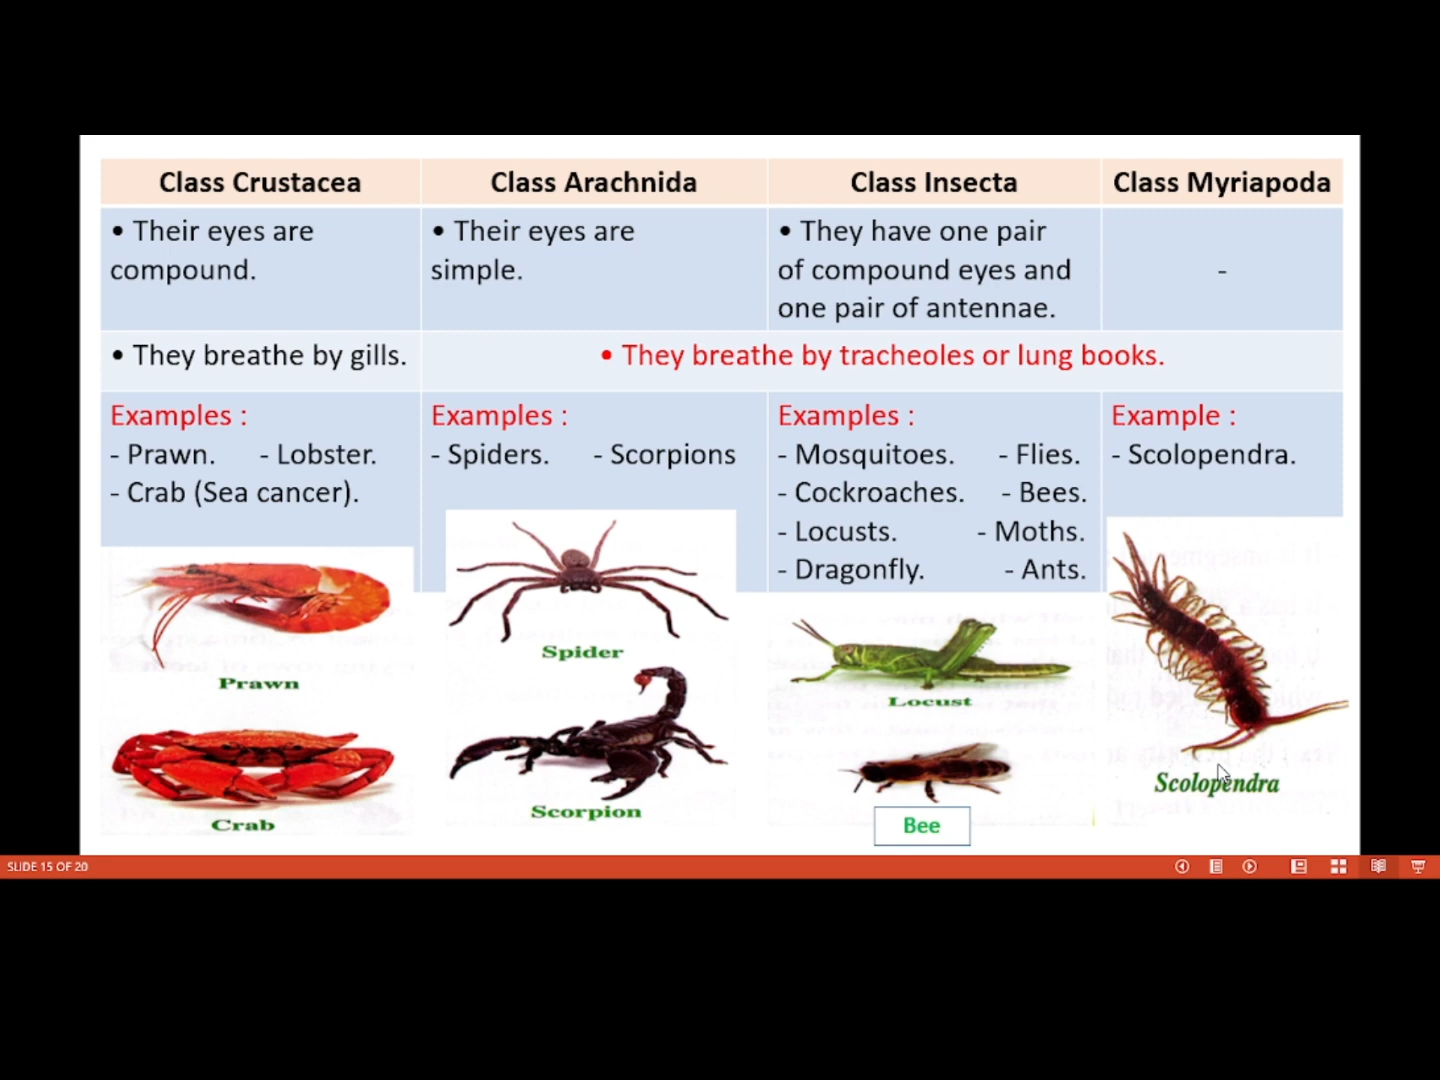 Class Crustacea
Class Arachnida
Class Insecta
Class Myriapoda
• Their eyes are
compound.
• Their eyes are
simple.
• They have one pair
of compound eyes and
one pair of antennae.
-
• They breathe by gills.
• They breathe by tracheoles or lung books.
Examples :
- Prawn. - Lobster.
- Crab (Sea cancer).
Examples :
- Spiders. - Scorpions
Examples :
- Mosquitoes. - Flies.
- Cockroaches. - Bees.
- Locusts. - Moths.
- Dragonfly. - Ants.
Example :
- Scolopendra.
Prawn
Crab
Spider
Scorpion
Locust
Bee
Scolopendra
SLIDE 15 OF 20